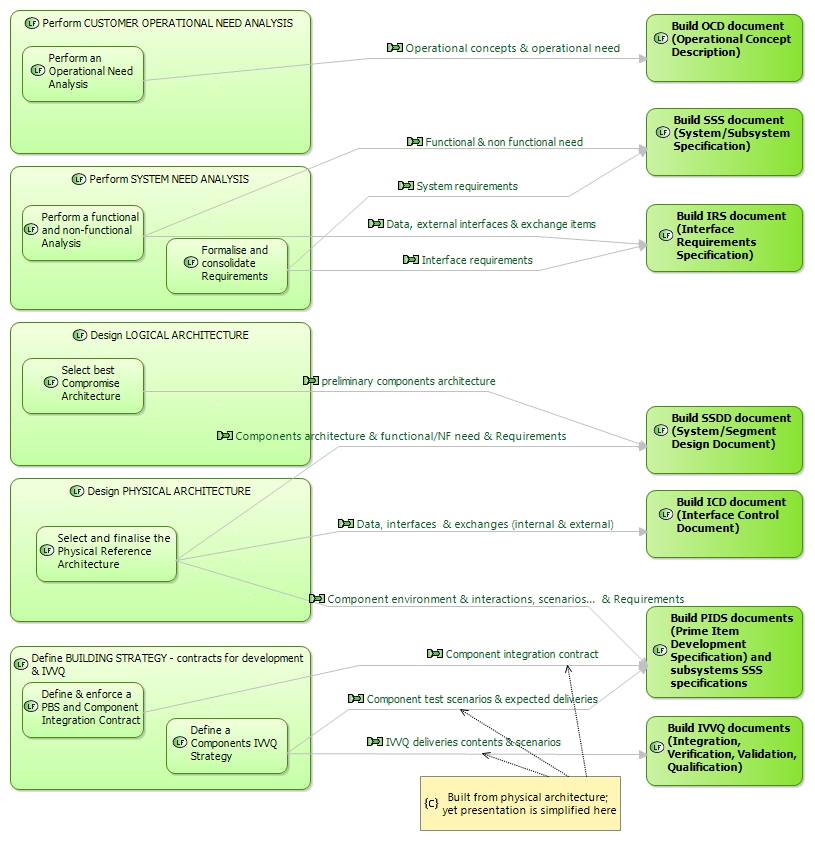 LF Perform CUSTOMER OPERATIONAL NEED ANALYSIS
LF Perform an
Operational Need
Analysis
Operational concepts & operational need
LF Build OCD document
(Operational Concept
Description)
Functional & non functional need
LF Build SSS document
(System/Subsystem
Specification)
LF Perform SYSTEM NEED ANALYSIS
LF Perform a functional
and non-functional
Analysis
LF Formalise and
consolidate
Requirements
System requirements
Data, external interfaces & exchange items
Interface requirements
LF Build IRS document
(Interface
Requirements
Specification)
LF Design LOGICAL ARCHITECTURE
LF Select best
Compromise
Architecture
preliminary components architecture
Components architecture & functional/NF need & Requirements
LF Build SSDD document
(System/Segment
Design Document)
LF Design PHYSICAL ARCHITECTURE
LF Select and finalise the
Physical Reference
Architecture
Data, interfaces & exchanges (internal & external)
LF Build ICD document
(Interface Control
Document)
Component environment & interactions, scenarios... & Requirements
LF Build PIDS documents
(Prime Item
Development
Specification) and
subsystems SSS
specifications
LF Define BUILDING STRATEGY - contracts for development
& IVVQ
LF Define & enforce a
PBS and Component
Integration Contract
LF Define a
Components IVVQ
Strategy
Component integration contract
Component test scenarios & expected deliveries
IVVQ deliveries contents & scenarios
LF Build IVVQ documents
(Integration,
Verification, Validation,
Qualification)
{c} Built from physical architecture;
yet presentation is simplified here